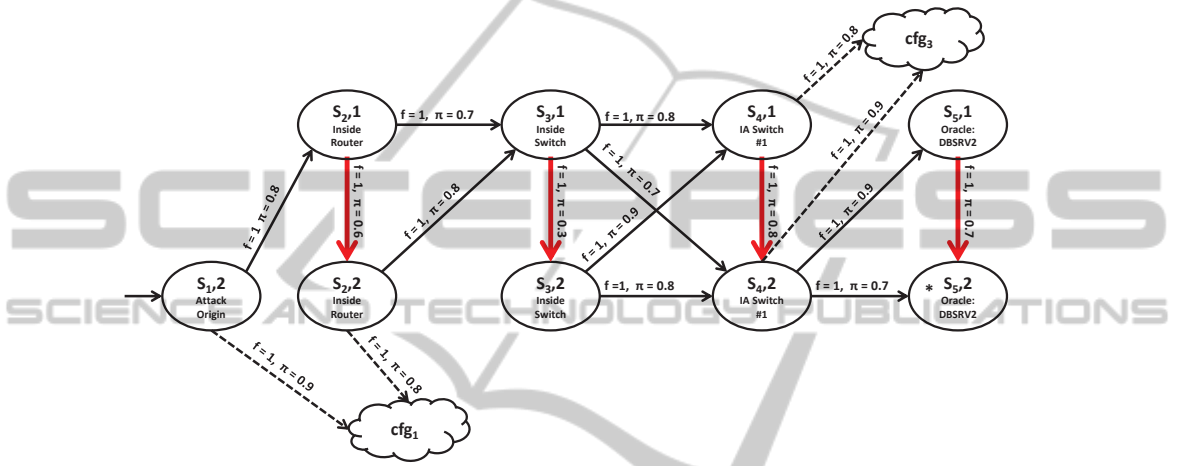 cfg3
f = 1, π = 0.8
S2,1
Inside
Router
f = 1, π = 0.7
S3,1
Inside
Switch
f = 1, π = 0.8
S4,1
IA Switch
#1
S5,1
Oracle:
DBSRV2
f = 1, π = 0.9
f = 1 π = 0.8
f = 1, π = 0.6
f = 1, π = 0.8
f = 1, π = 0.3
f = 1, π = 0.7
f = 1, π = 0.9
f = 1, π = 0.8
f = 1, π = 0.9
f = 1, π = 0.7
SCITEPRESS
S1,2
Attack
Origin
S2,2
Inside
Router
S3,2
Inside
Switch
f =1, π = 0.8
S4,2
IA Switch
#1
f = 1, π = 0.7
* S5,2
Oracle:
DBSRV2
SCIENCE AND TECHNOLOGY PUBLICATIONS
f = 1, π = 0.9
f = 1, π = 0.8
cfg1